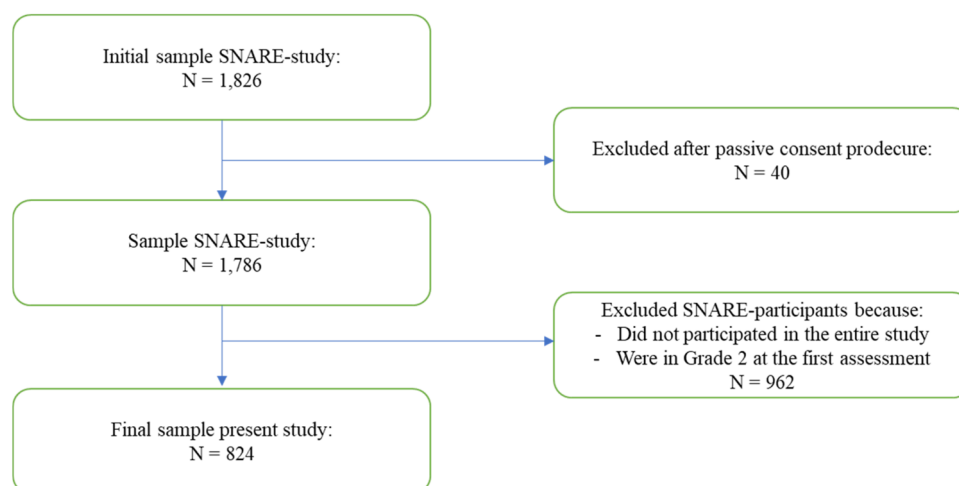 Initial sample SNARE-study:
N = 1,826
Excluded after passive consent prodecure:
N = 40
Sample SNARE-study:
N = 1,786
Excluded SNARE-participants because:
- Did not participated in the entire study
- Were in Grade 2 at the first assessment
N = 962
Final sample present study:
N = 824